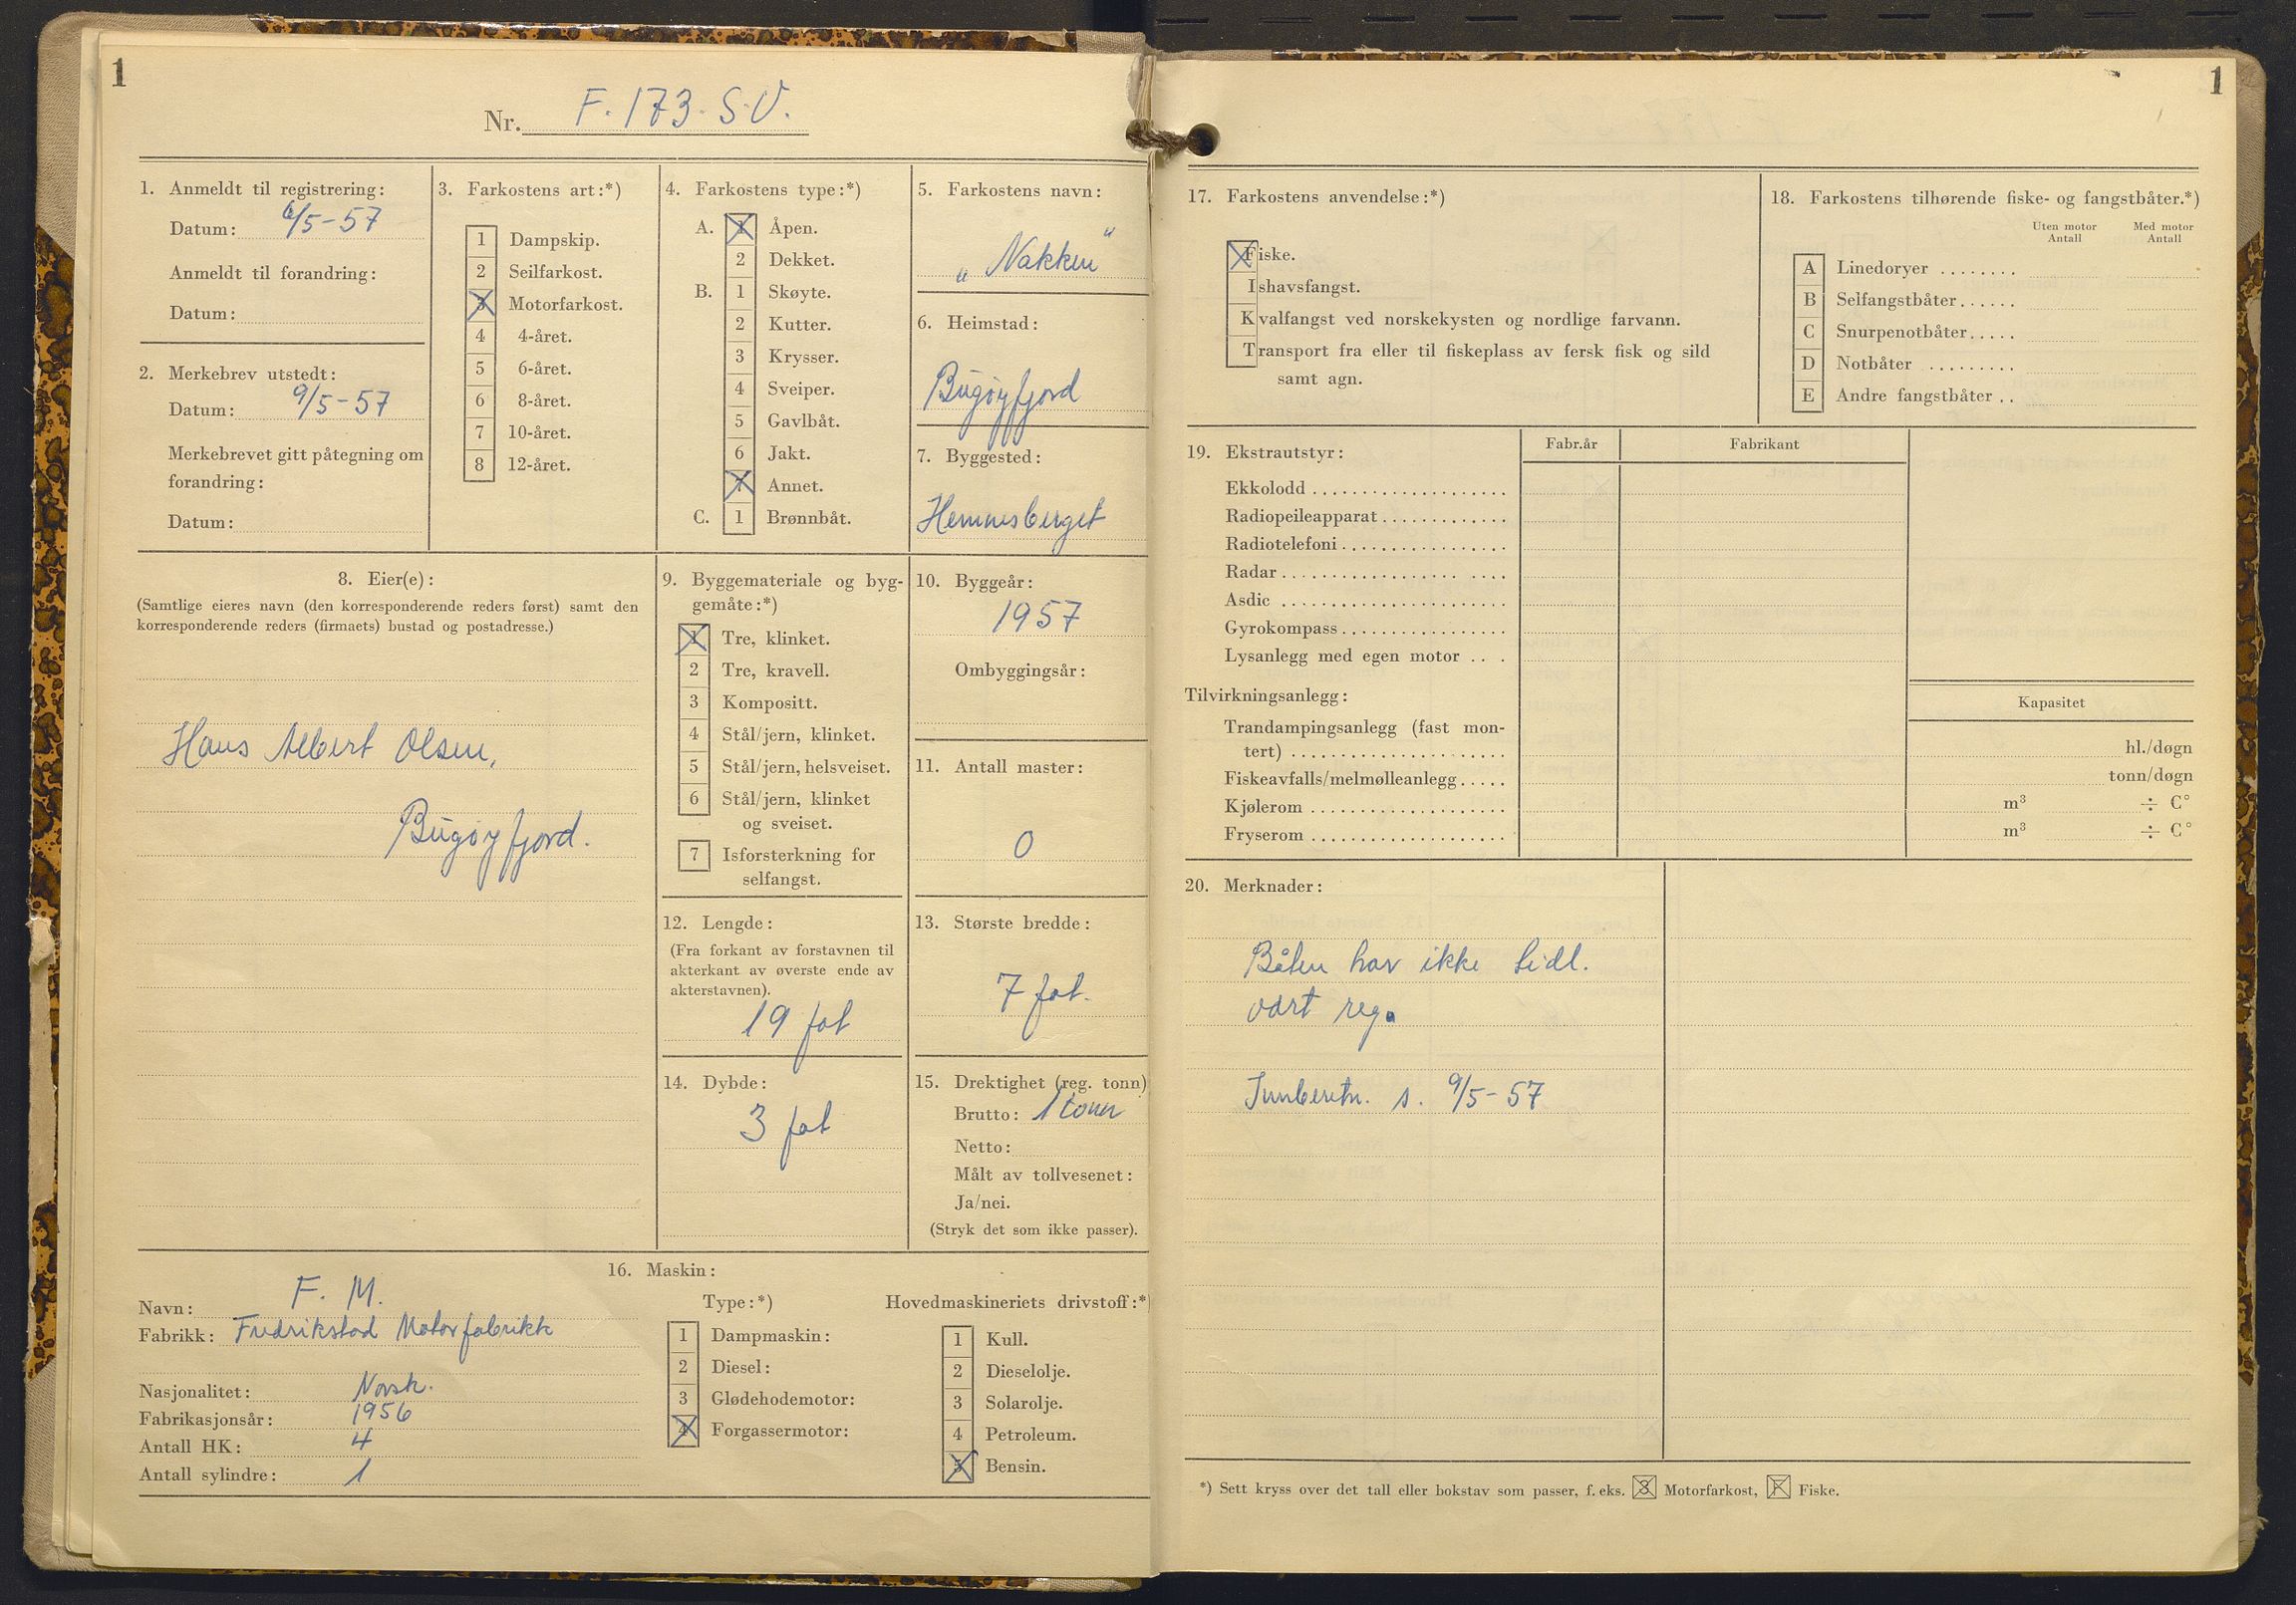 1
Nr. F. 173. S.V.
1. Anmeldt til registrering:
Datum: 6/5-57
Anmeldt til forandring:
Datum:
2. Merkebrev utstedt:
Datum: 9/5-57
Merkebrevet gitt påtegning om
forandring:
Datum:
3. Farkostens art:*)
1 Dampskip.
2 Seilfarkost.
3 Motorfarkost.
4 4-året.
5 6-året.
6 8-året.
7 10-året.
8 12-året.
4. Farkostens type:*)
A. 1 Åpen.
2 Dekket.
B. 1 Skøyte.
2 Kutter.
3 Krysser.
4 Sveiper.
5 Gavlbåt.
6 Jakt.
7 Annet.
C. 1 Brønnbåt.
5. Farkostens navn:
„Nakken“
6. Heimstad:
Bugøyfjord
7. Byggested:
Hemnesberget
8. Eier(e):
(Samtlige eieres navn (den korresponderende reders først) samt den
korresponderende reders (firmaets) bustad og postadresse.)
Hans Albert Olsen,
Bugøyfjord.
9. Byggemateriale og byg-
gemåte:*)
1 Tre, klinket.
2 Tre, kravell.
3 Kompositt.
4 Stål/jern, klinket.
5 Stål/jern, helsveiset.
6 Stål/jern, klinket
og sveiset.
7 Isforsterkning for
selfangst.
10. Byggeår:
1957
Ombyggingsår:
11. Antall master:
0
12. Lengde:
(Fra forkant av forstavnen til
akterkant av øverste ende av
akterstavnen).
19 fot
13. Største bredde:
7 fot.
14. Dybde:
3 fot
15. Drektighet (reg. tonn)
Brutto: 1 tonn
Netto:
Målt av tollvesenet:
Ja/nei.
(Stryk det som ikke passer).
16. Maskin:
Navn: F. M.
Fabrikk: Fredrikstad Motorfabrikk
Nasjonalitet: Norsk.
Fabrikasjonsår: 1956
Antall HK: 4
Antall sylindre: 1
Type:*)
1 Dampmaskin:
2 Diesel:
3 Glødehodemotor:
4 Forgassermotor:
Hovedmaskineriets drivstoff:*)
1 Kull.
2 Dieselolje.
3 Solarolje.
4 Petroleum.
5 Bensin.
1
17. Farkostens anvendelse:*)
Fiske.
Ishavsfangst.
Kvalfangst ved norskekysten og nordlige farvann.
Transport fra eller til fiskeplass av fersk fisk og sild
samt agn.
18. Farkostens tilhørende fiske- og fangstbåter.*)
Uten motor Med motor
Antall Antall
A Linedoryer ........
B Selfangstbåter......
C Snurpenotbåter.....
D Notbåter .........
E Andre fangstbåter ..
19. Ekstrautstyr:
Fabr.år Fabrikant
Ekkolodd ....................
Radiopeileapparat.............
Radiotelefoni.................
Radar.................. ....
Asdic .......................
Gyrokompass.................
Lysanlegg med egen motor .. .
Tilvirkningsanlegg:
Kapasitet
Trandampingsanlegg (fast mon-
tert) ...................... hl./døgn
Fiskeavfalls/melmølleanlegg..... tonn/døgn
Kjølerom .................... m³ ÷ C°
Fryserom .................... m³ ÷ C°
20. Merknader:
Båten har ikke tidl.
vært reg.
Innberetn. s. 9/5-57
*) Sett kryss over det tall eller bokstav som passer, f. eks. 3 Motorfarkost, F Fiske.